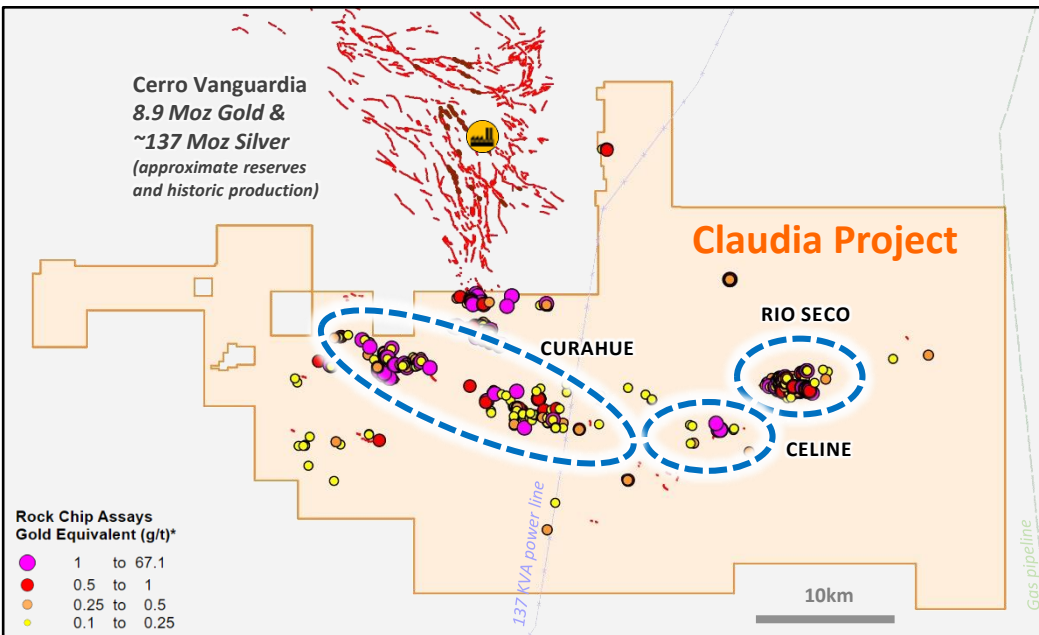 Cerro Vanguardia
8.9 Moz Gold &
~137 Moz Silver
(approximate reserves
and historic production)
Claudia Project
RIO SECO
CURAHUE
CELINE
137 KVA power line
Gas pipeline
Rock Chip Assays
Gold Equivalent (g/t)*
1 to 67.1
0.5 to 1
0.25 to 0.5
0.1 to 0.25
10km